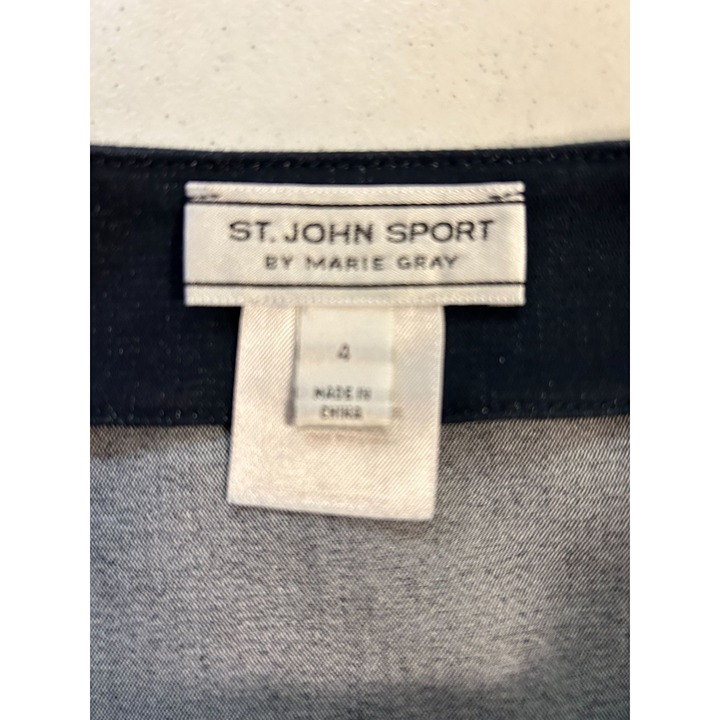 ST. JOHN SPORT
BY MARIE GRAY
4
MADE IN
CHINA